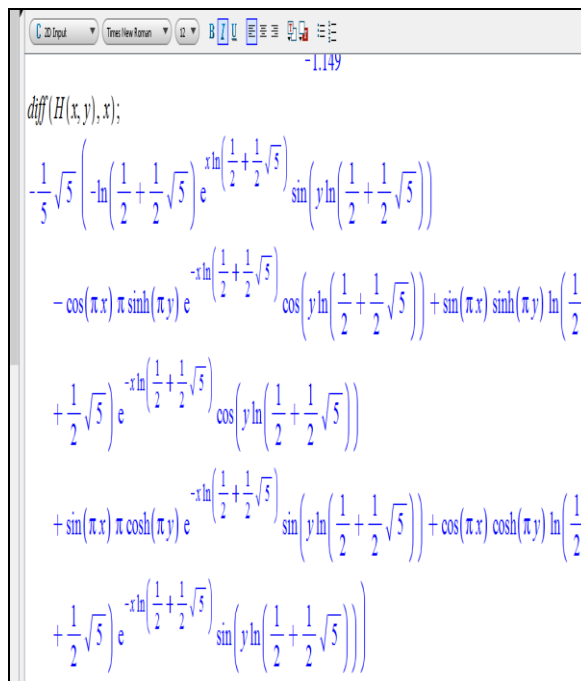 C 2D Input Times New Roman 12 B I U
-1.149
diff(H(x, y), x);
-1/5 √5 (-ln(1/2 + 1/2 √5) e^(x ln(1/2 + 1/2 √5)) sin(y ln(1/2 + 1/2 √5))
- cos(π x) π sinh(π y) e^(-x ln(1/2 + 1/2 √5)) cos(y ln(1/2 + 1/2 √5)) + sin(π x) sinh(π y) ln(1/2
+ 1/2 √5) e^(-x ln(1/2 + 1/2 √5)) cos(y ln(1/2 + 1/2 √5))
+ sin(π x) π cosh(π y) e^(-x ln(1/2 + 1/2 √5)) sin(y ln(1/2 + 1/2 √5)) + cos(π x) cosh(π y) ln(1/2
+ 1/2 √5) e^(-x ln(1/2 + 1/2 √5)) sin(y ln(1/2 + 1/2 √5)))